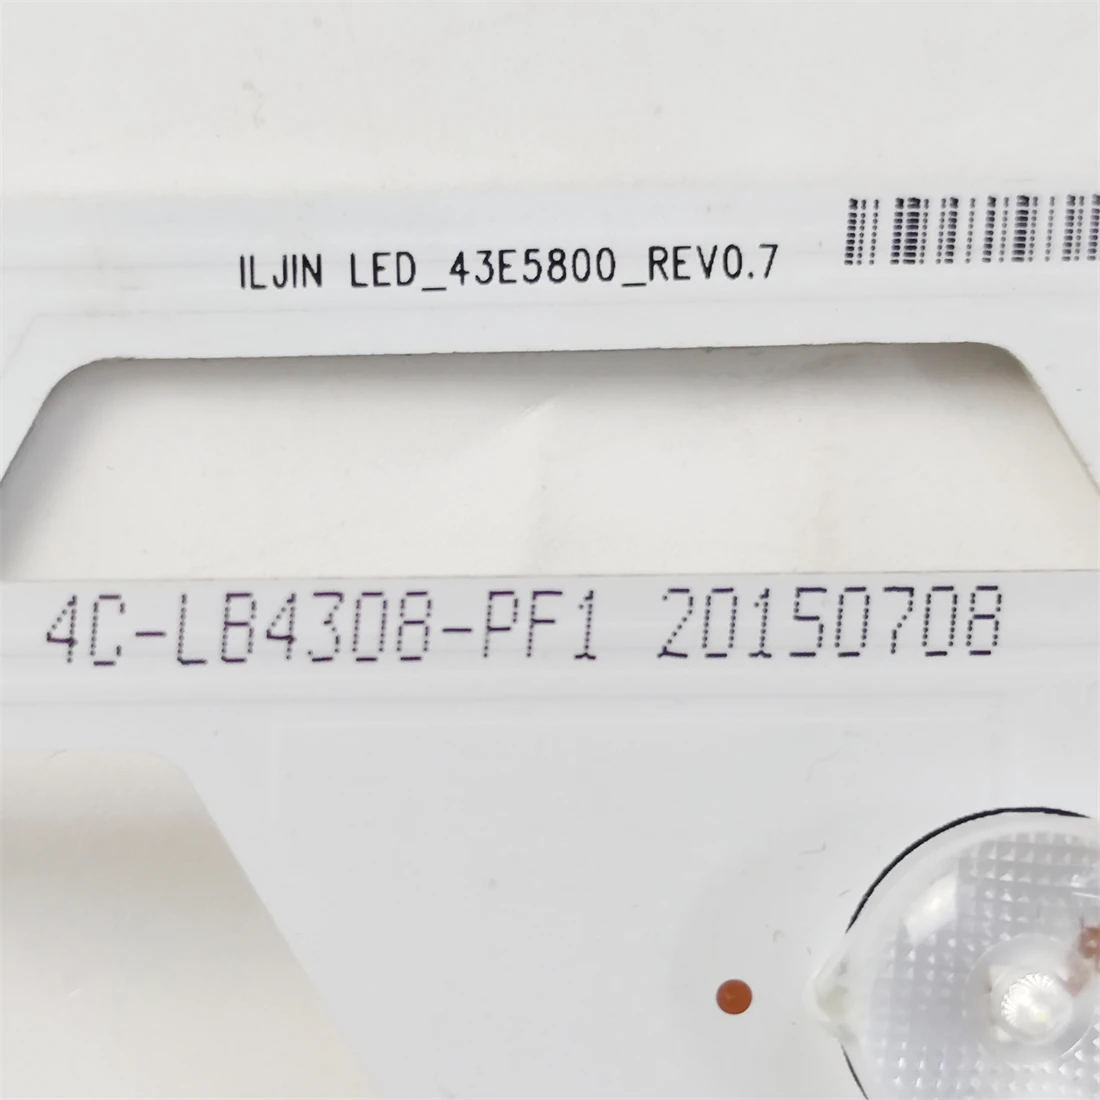 ILJIN LED_43E5800_REV0.7
4C-LB4308-PF1 20150708